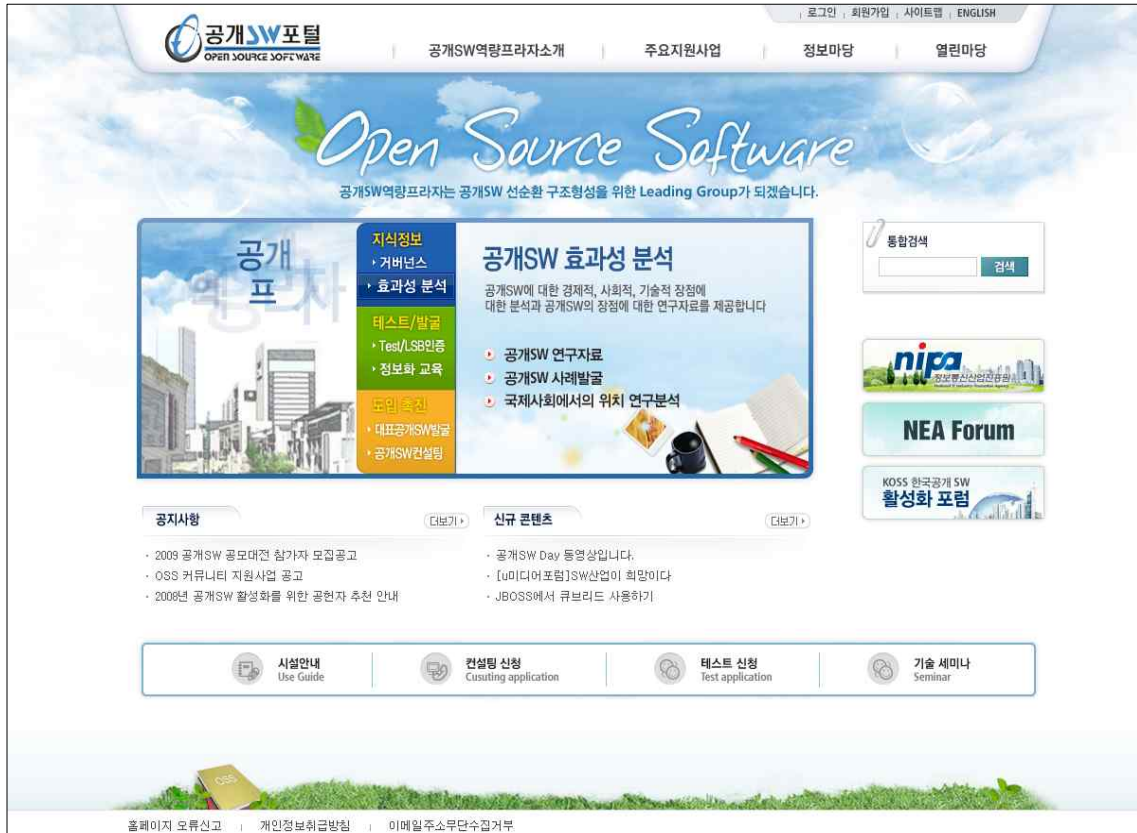 로그인 | 회원가입 | 사이트맵 | ENGLISH
공개SW포털
OPEN SOURCE SOFTWARE
공개SW역량프라자소개 | 주요지원사업 | 정보마당 | 열린마당
Open Source Software
공개SW역량프라자는 공개SW 선순환 구조형성을 위한 Leading Group가 되겠습니다.
공개
프
역량
자
지식정보
거버넌스
효과성 분석
테스트/발굴
Test/LSB인증
정보화 교육
도입 촉진
대표공개SW발굴
공개SW컨설팅
공개SW 효과성 분석
공개SW에 대한 경제적, 사회적, 기술적 장점에
대한 분석과 공개SW의 장점에 대한 연구자료를 제공합니다
공개SW 연구자료
공개SW 사례발굴
국제사회에서의 위치 연구분석
통합검색
검색
nipa
정보통신산업진흥원
NEA Forum
KOSS 한국공개 SW
활성화 포럼
공지사항
더보기
· 2009 공개SW 공모대전 참가자 모집공고
· OSS 커뮤니티 지원사업 공고
· 2008년 공개SW 활성화를 위한 공헌자 추천 안내
신규 콘텐츠
더보기
· 공개SW Day 동영상입니다.
· [u미디어포럼]SW산업이 희망이다
· JBOSS에서 큐브리드 사용하기
시설안내
Use Guide
컨설팅 신청
Cusuting application
테스트 신청
Test application
기술 세미나
Seminar
OSS
홈페이지 오류신고 | 개인정보취급방침 | 이메일주소무단수집거부